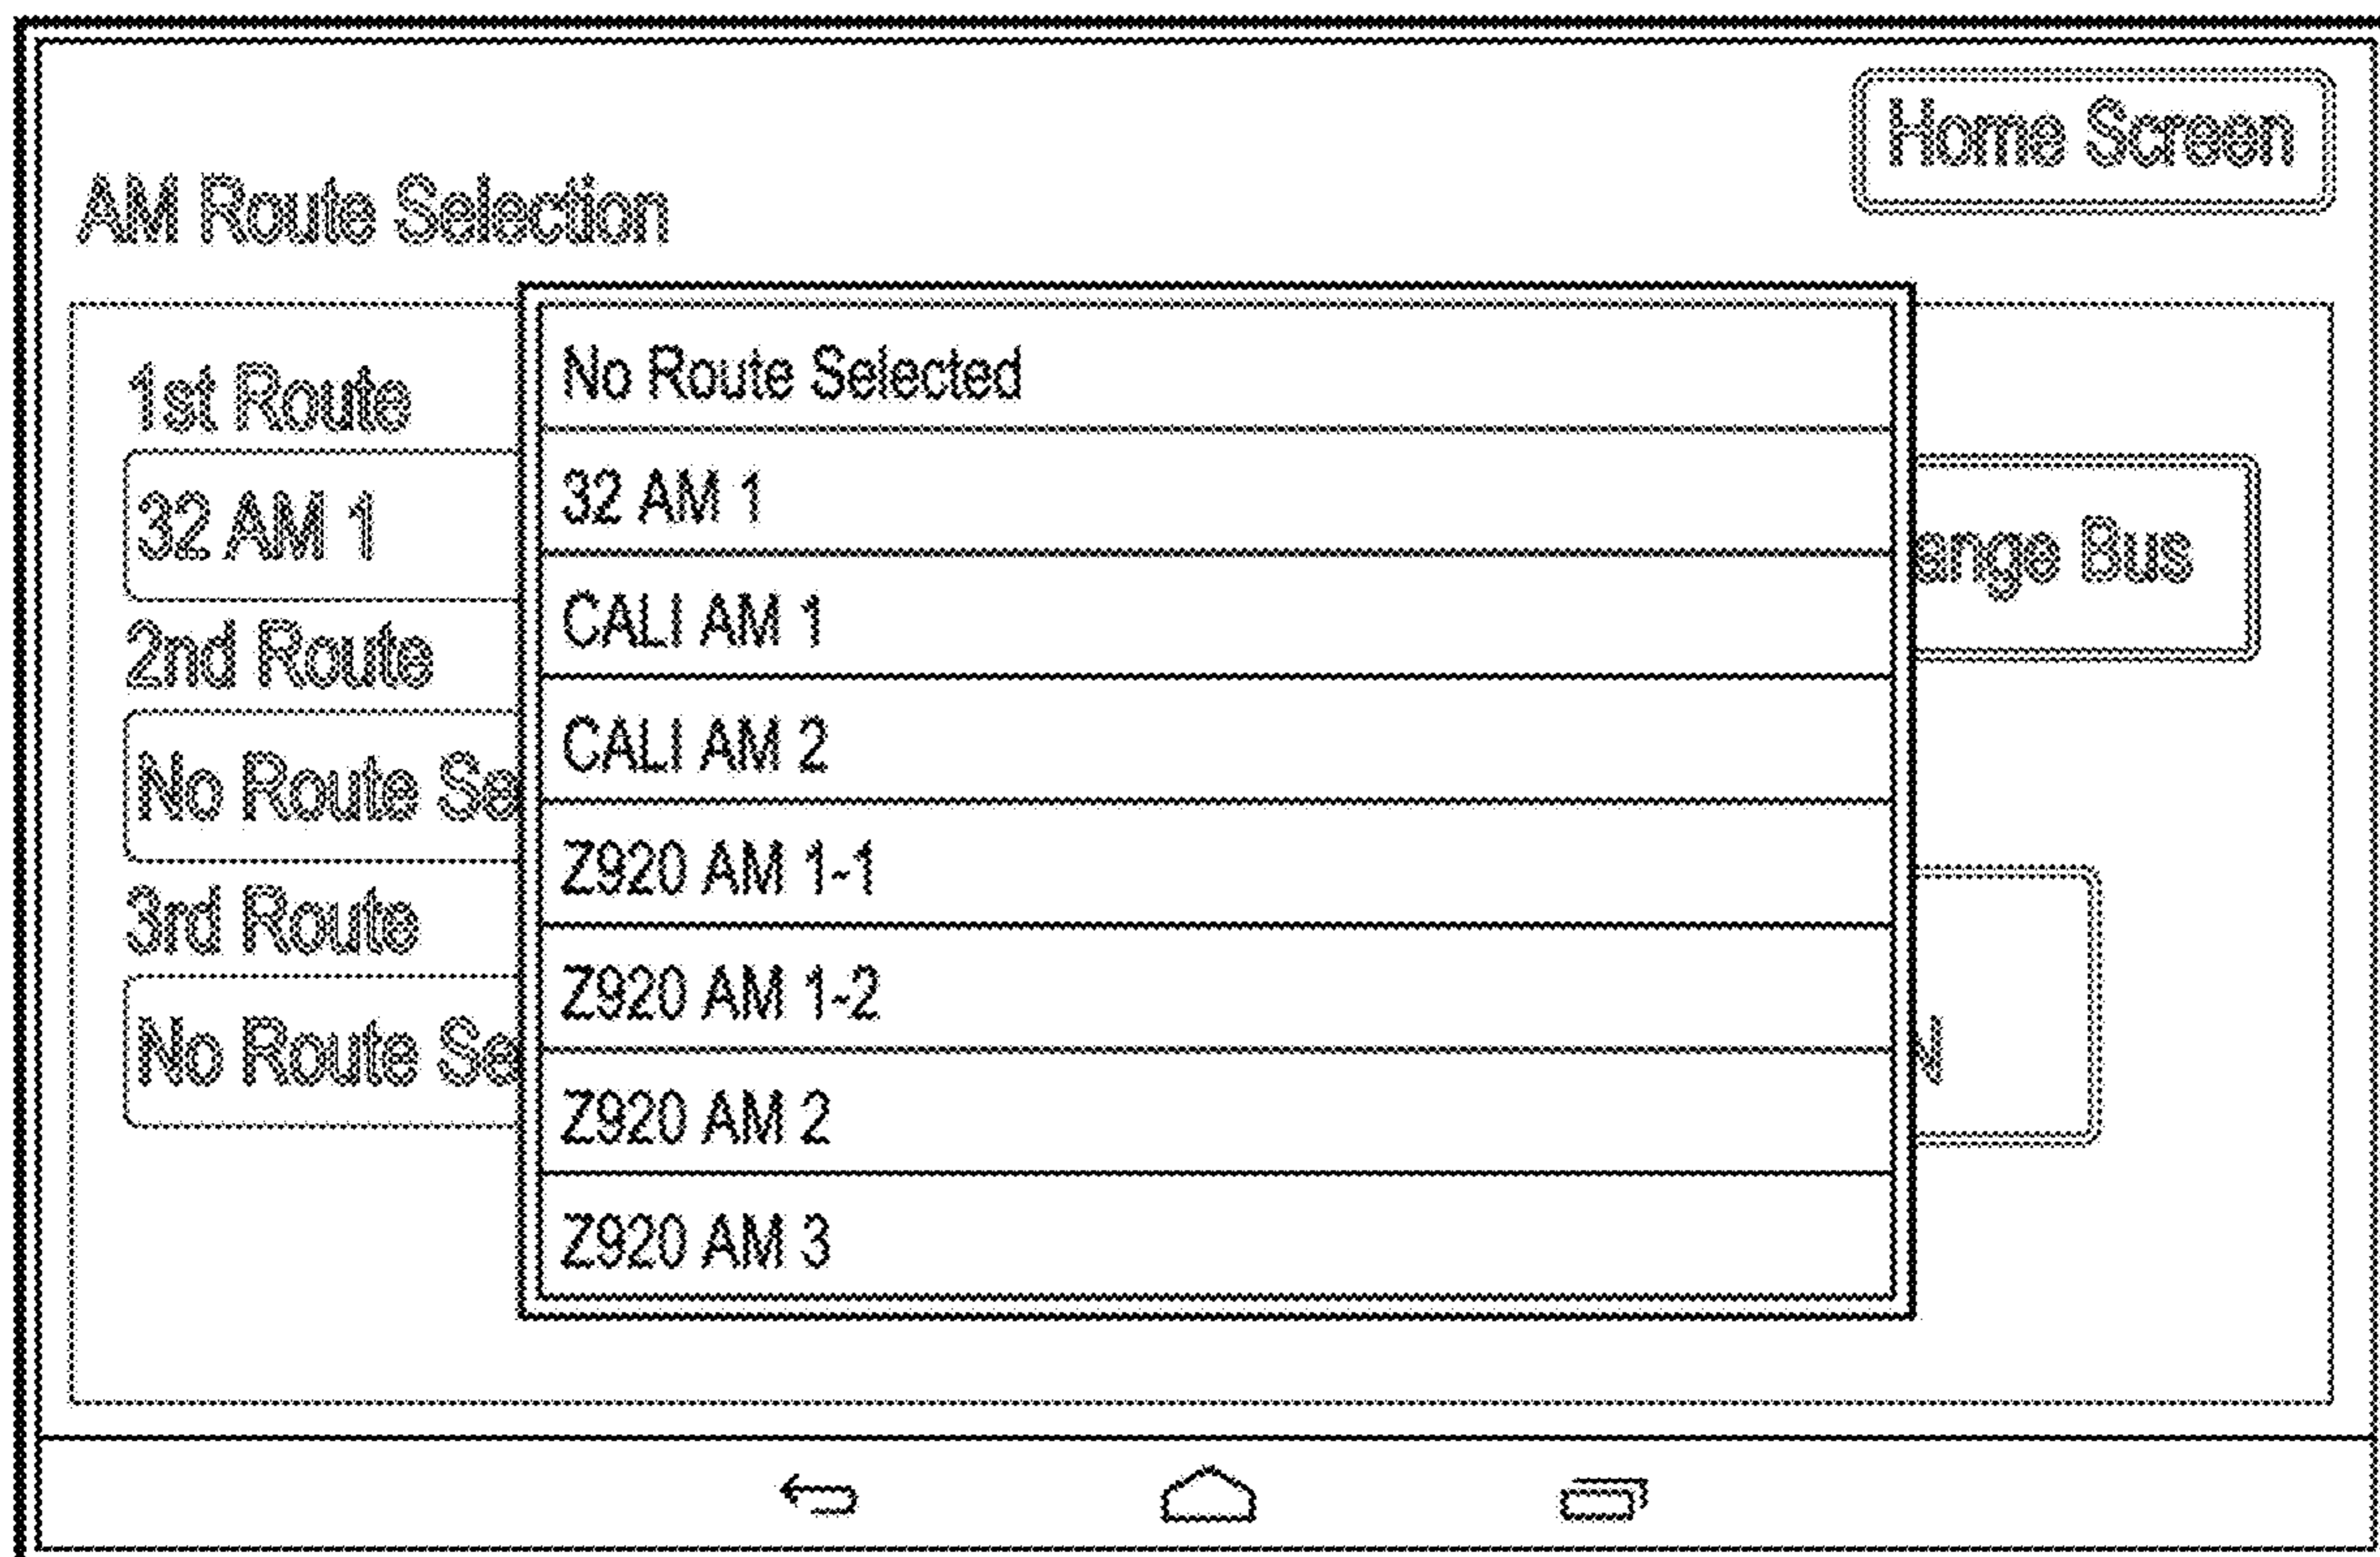 Home Screen
AM Route Selection
1st Route
32 AM 1
2nd Route
No Route Se
3rd Route
No Route Se
No Route Selected
32 AM 1
CALI AM 1
CALI AM 2
Z920 AM 1-1
Z920 AM 1-2
Z920 AM 2
Z920 AM 3
ange Bus
N